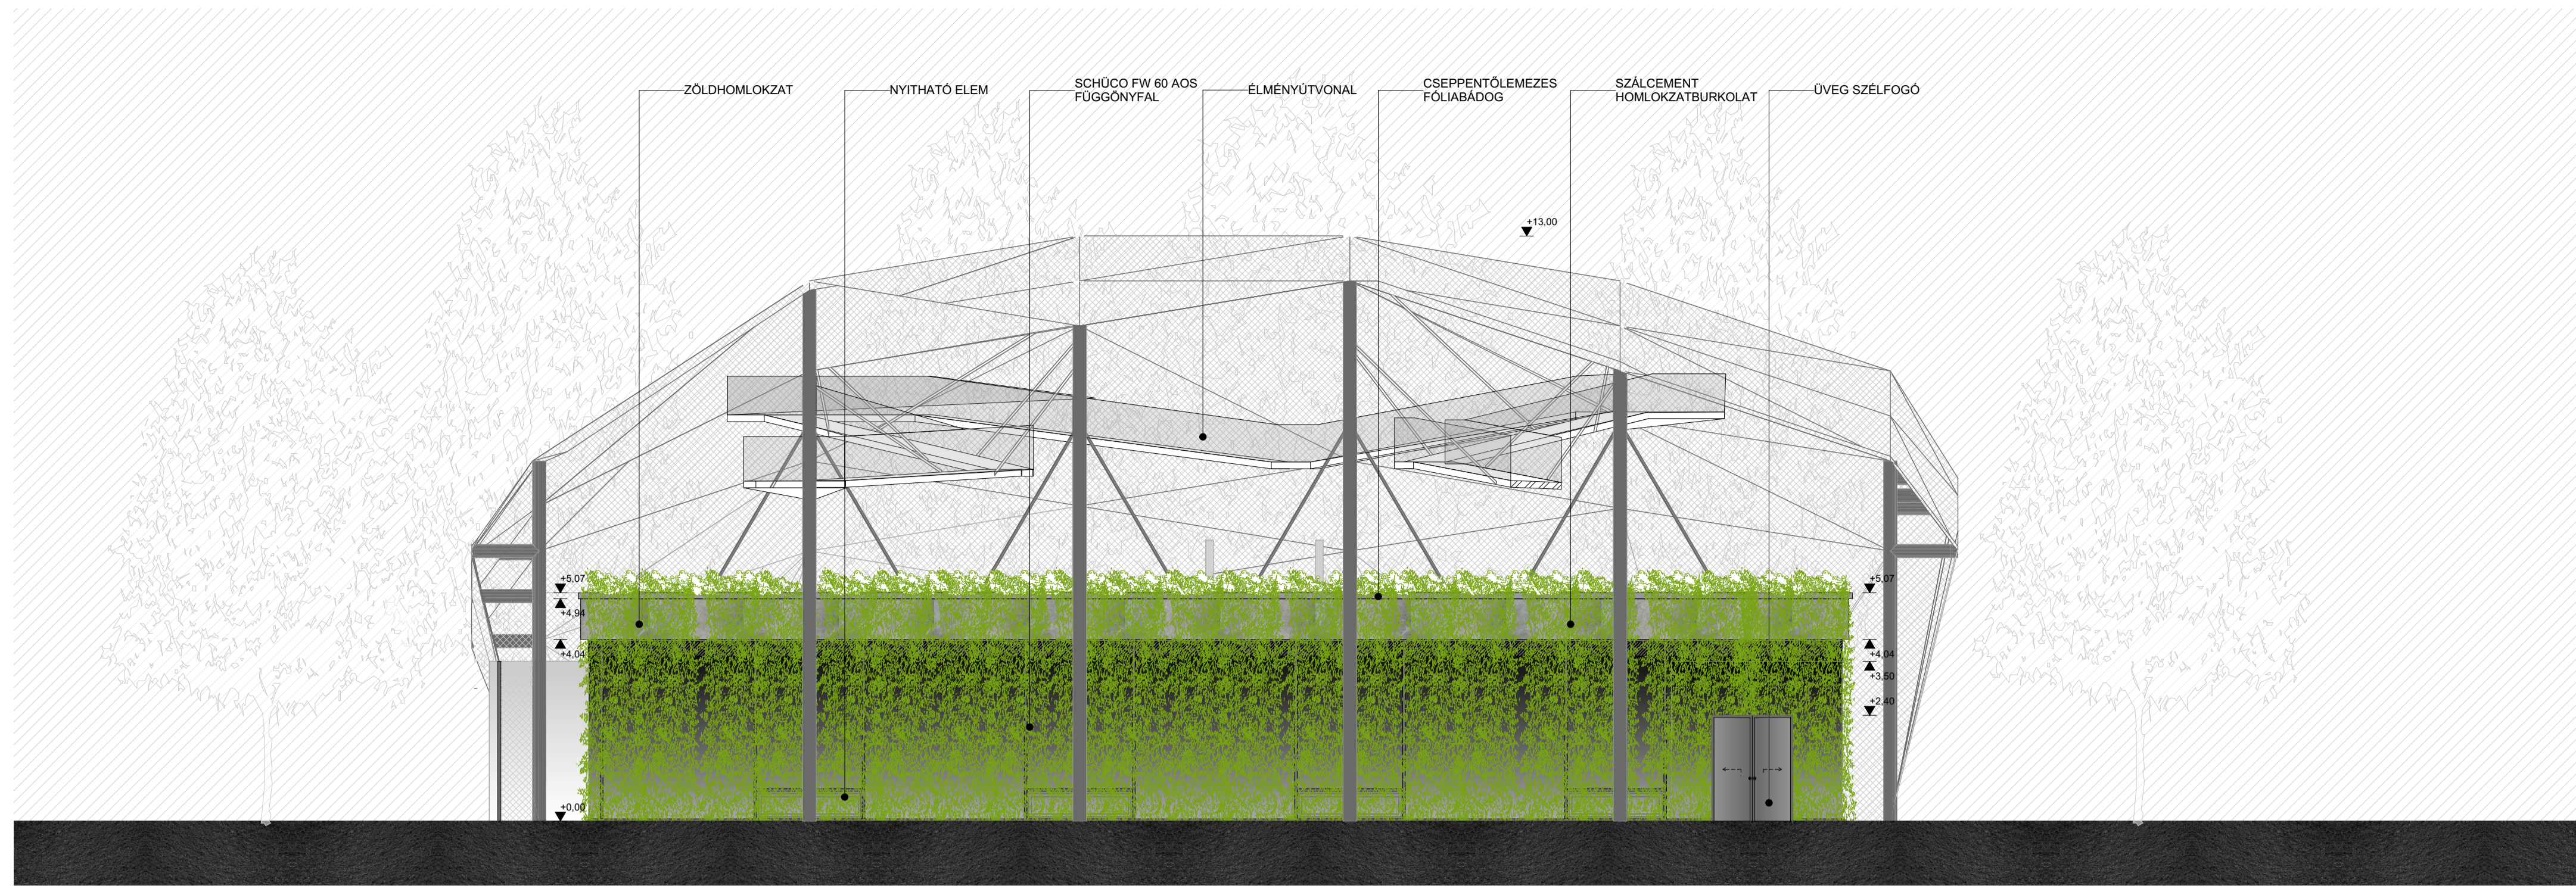 ZÖLDHOMLOKZAT
NYITHATÓ ELEM
SCHÜCO FW 60 AOS
FÜGGÖNYFAL
ÉLMÉNYÚTVONAL
CSEPPENTŐLEMEZES
FÓLIABÁDOG
SZÁLCEMENT
HOMLOKZATBURKOLAT
ÜVEG SZÉLFOGÓ
+13,00
+5,07
+4,94
+4,04
+0,00
+5,07
+4,04
+3,50
+2,40